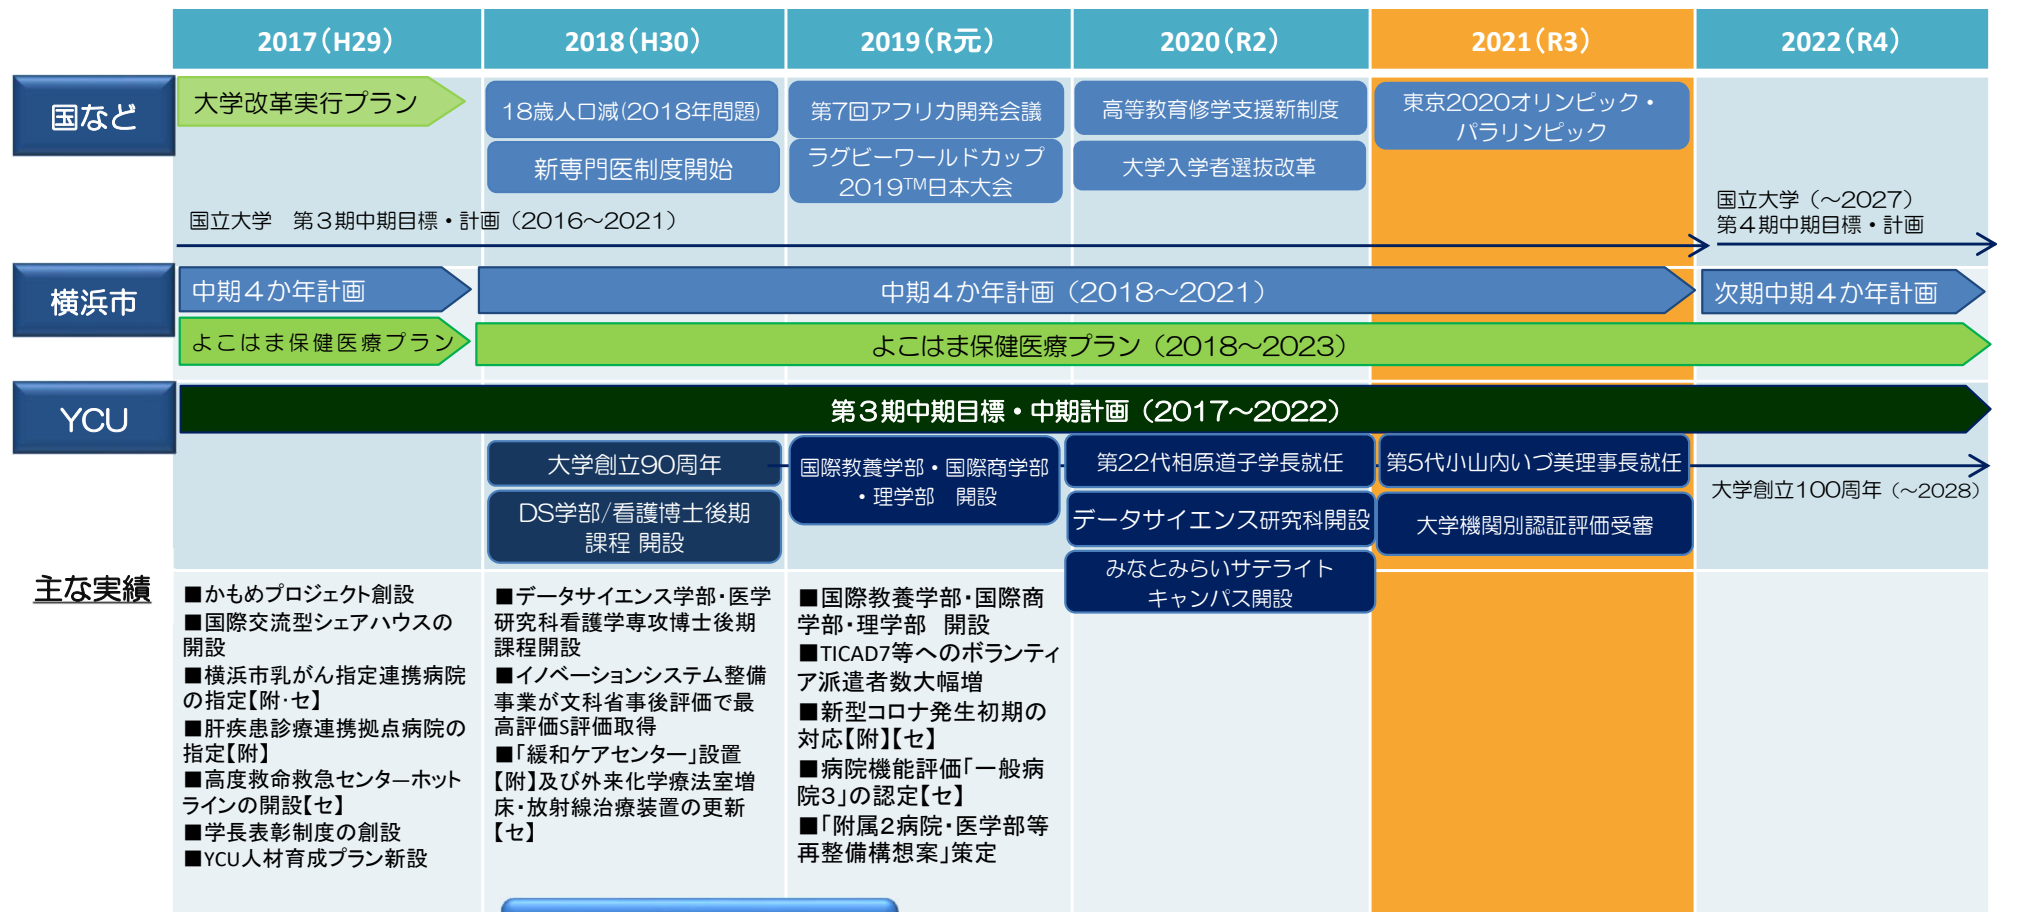 2017（H29）
2018（H30）
2019（R元）
2020（R2）
2021（R3）
2022（R4）
国など
大学改革実行プラン
18歳人口減(2018年問題)
新専門医制度開始
第7回アフリカ開発会議
ラグビーワールドカップ
2019TM日本大会
高等教育修学支援新制度
大学入学者選抜改革
東京2020オリンピック・
パラリンピック
国立大学　第３期中期目標・計画（2016～2021）
国立大学（～2027）
第４期中期目標・計画
横浜市
中期４か年計画
中期４か年計画（2018～2021）
次期中期４か年計画
よこはま保健医療プラン
よこはま保健医療プラン（2018～2023）
YCU
第３期中期目標・中期計画（2017～2022）
大学創立90周年
DS学部/看護博士後期
課程 開設
国際教養学部・国際商学部
・理学部　開設
第22代相原道子学長就任
データサイエンス研究科開設
みなとみらいサテライト
キャンパス開設
第5代小山内いづ美理事長就任
大学機関別認証評価受審
大学創立100周年（～2028）
主な実績
■かもめプロジェクト創設
■国際交流型シェアハウスの
開設
■横浜市乳がん指定連携病院
の指定【附・セ】
■肝疾患診療連携拠点病院の
指定【附】
■高度救命救急センターホット
ラインの開設【セ】
■学長表彰制度の創設
■YCU人材育成プラン新設
■データサイエンス学部・医学
研究科看護学専攻博士後期
課程開設
■イノベーションシステム整備
事業が文科省事後評価で最
高評価S評価取得
■「緩和ケアセンター」設置
【附】及び外来化学療法室増
床・放射線治療装置の更新
【セ】
■国際教養学部・国際商
学部・理学部　開設
■TICAD7等へのボランティ
ア派遣者数大幅増
■新型コロナ発生初期の
対応【附】【セ】
■病院機能評価「一般病
院3」の認定【セ】
■「附属2病院・医学部等
再整備構想案」策定